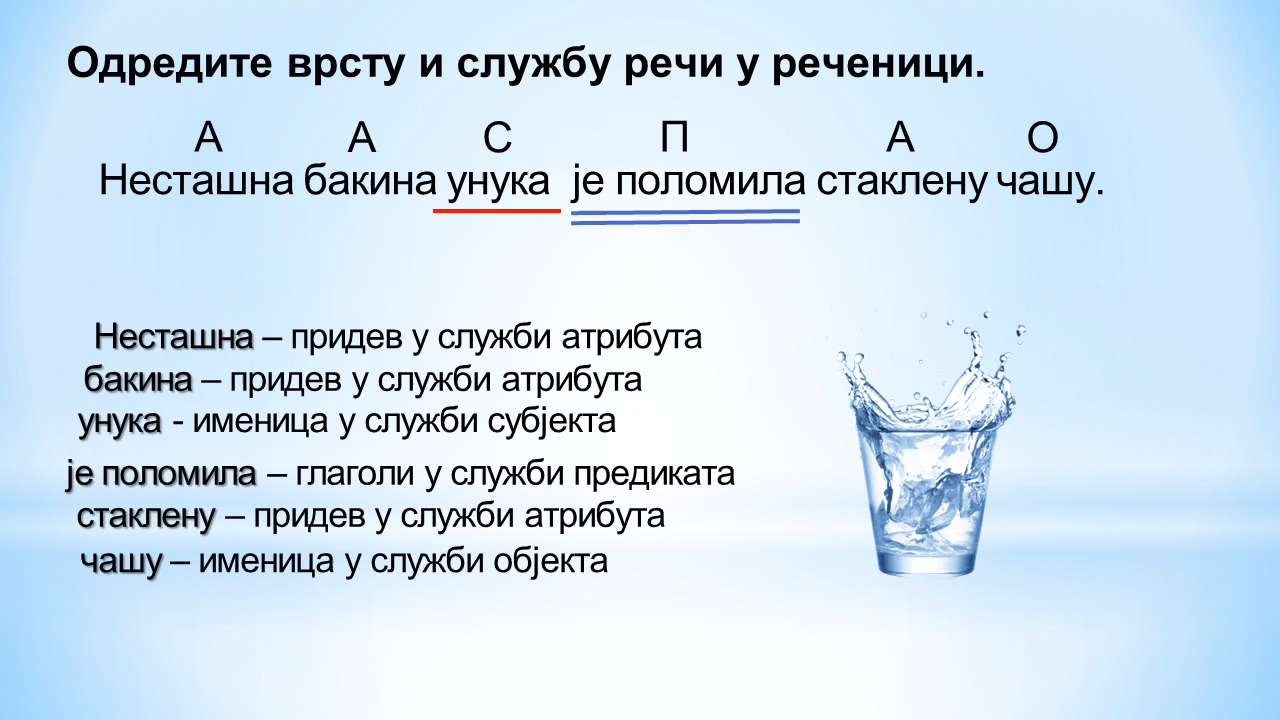 Одредите врсту и службу речи у реченици.
А А С П А О
Несташна бакина унука је поломила стаклену чашу.
Несташна – придев у служби атрибута
бакина – придев у служби атрибута
унука - именица у служби субјекта
је поломила – глаголи у служби предиката
стаклену – придев у служби атрибута
чашу – именица у служби објекта